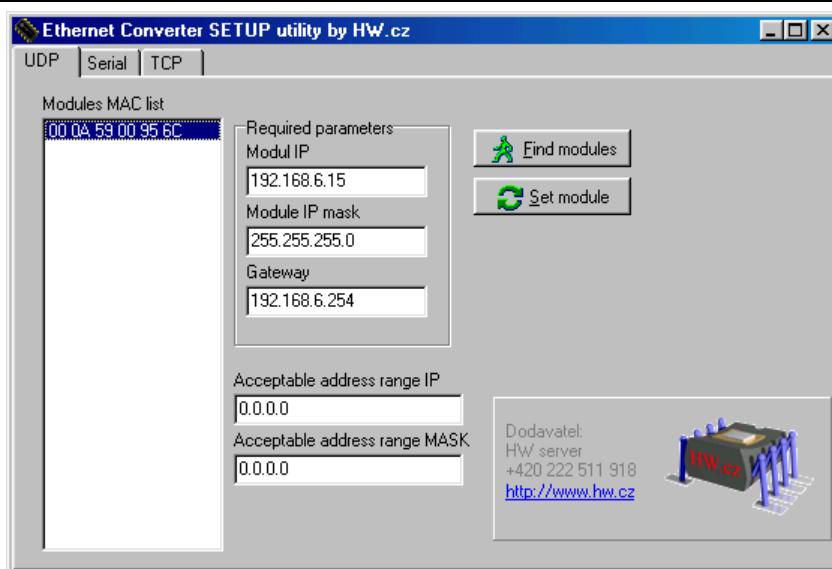 Ethernet Converter SETUP utility by HW.cz
UDP Serial TCP
Modules MAC list
00 0A 59 00 95 6C
Required parameters
Modul IP
192.168.6.15
Module IP mask
255.255.255.0
Gateway
192.168.6.254
Find modules
Set module
Acceptable address range IP
0.0.0.0
Acceptable address range MASK
0.0.0.0
Dodavatel:
HW server
+420 222 511 918
http://www.hw.cz
HW.cz